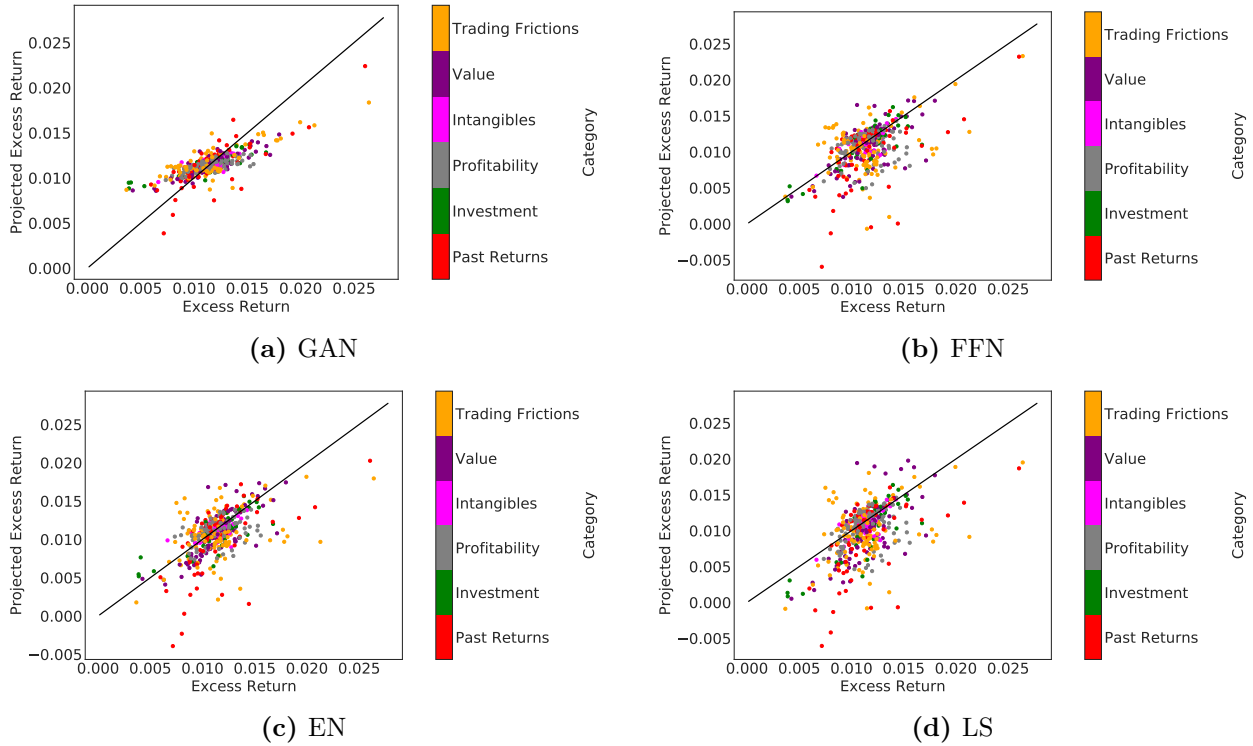 Projected Excess Return
0.025
0.020
0.015
0.010
0.005
0.000
0.000 0.005 0.010 0.015 0.020 0.025
Excess Return
Trading Frictions
Value
Intangibles
Profitability
Investment
Past Returns
Category
(a) GAN
Projected Excess Return
0.025
0.020
0.015
0.010
0.005
0.000
−0.005
0.000 0.005 0.010 0.015 0.020 0.025
Excess Return
Trading Frictions
Value
Intangibles
Profitability
Investment
Past Returns
Category
(b) FFN
Projected Excess Return
0.025
0.020
0.015
0.010
0.005
0.000
−0.005
0.000 0.005 0.010 0.015 0.020 0.025
Excess Return
Trading Frictions
Value
Intangibles
Profitability
Investment
Past Returns
Category
(c) EN
Projected Excess Return
0.025
0.020
0.015
0.010
0.005
0.000
−0.005
0.000 0.005 0.010 0.015 0.020 0.025
Excess Return
Trading Frictions
Value
Intangibles
Profitability
Investment
Past Returns
Category
(d) LS